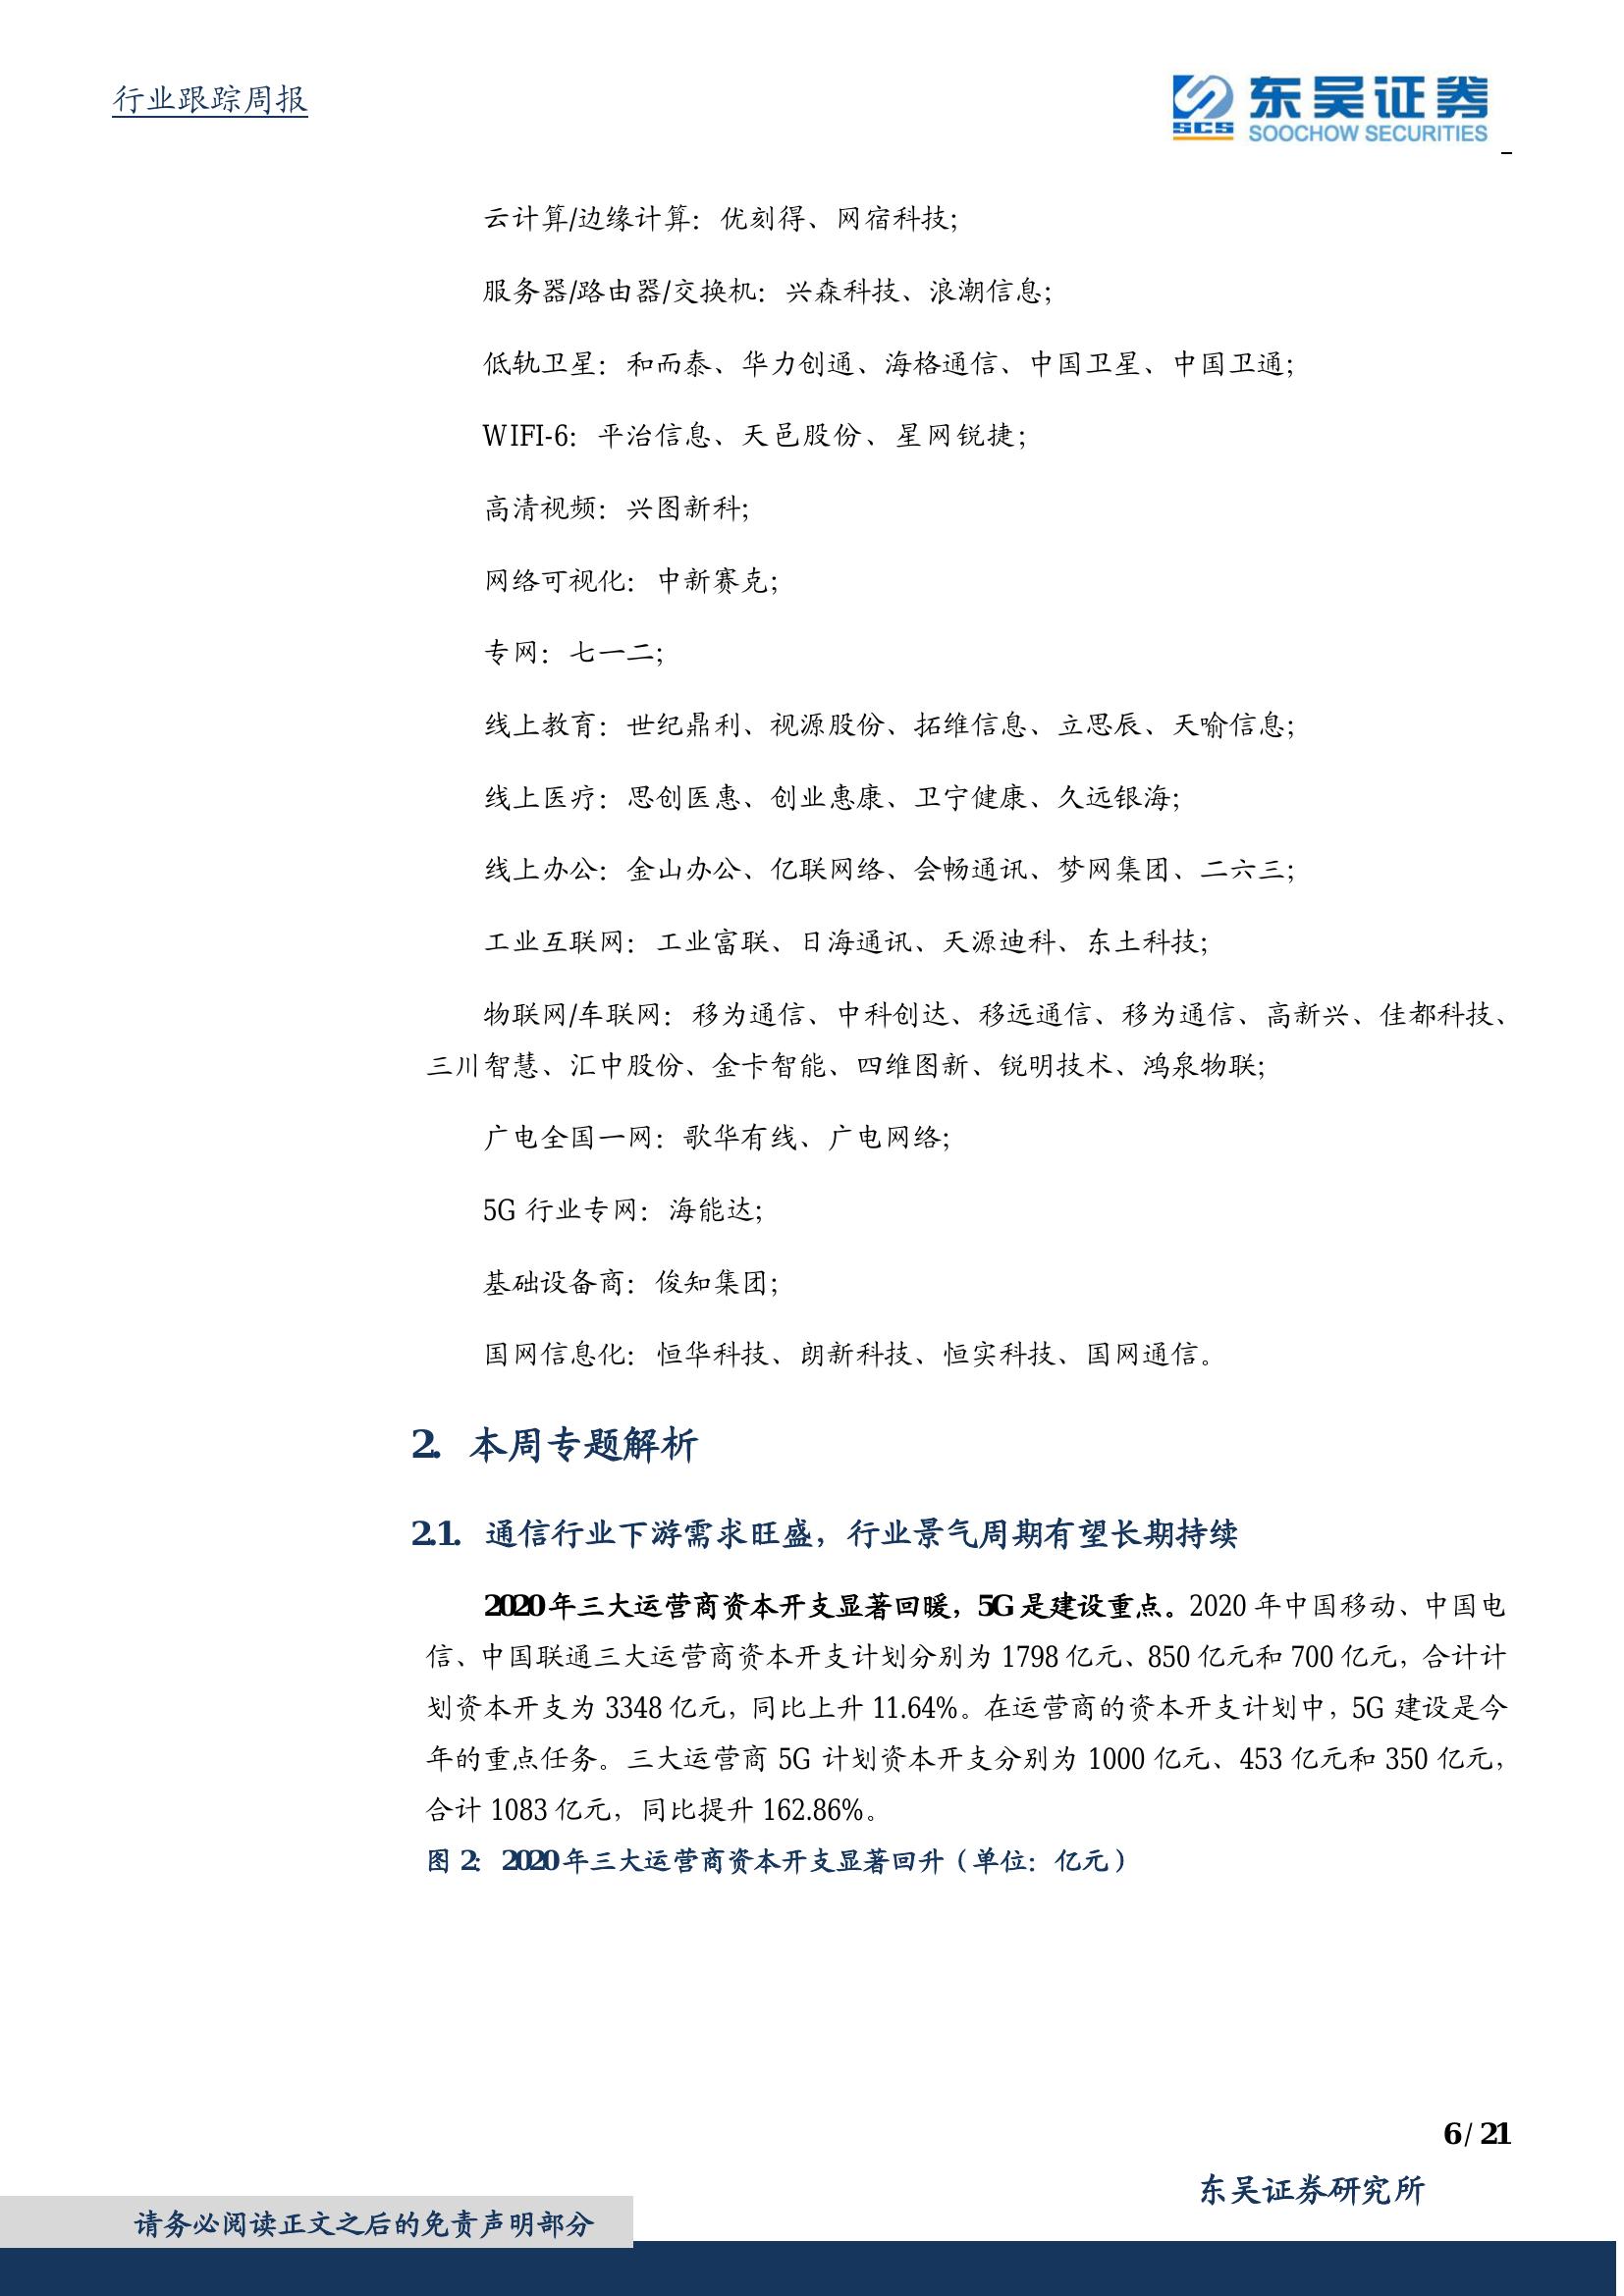 行业跟踪周报
SCS 东吴证券
SOOCHOW SECURITIES
云计算/边缘计算：优刻得、网宿科技；
服务器/路由器/交换机：兴森科技、浪潮信息；
低轨卫星：和而泰、华力创通、海格通信、中国卫星、中国卫通；
WIFI-6：平治信息、天邑股份、星网锐捷；
高清视频：兴图新科；
网络可视化：中新赛克；
专网：七一二；
线上教育：世纪鼎利、视源股份、拓维信息、立思辰、天喻信息；
线上医疗：思创医惠、创业惠康、卫宁健康、久远银海；
线上办公：金山办公、亿联网络、会畅通讯、梦网集团、二六三；
工业互联网：工业富联、日海通讯、天源迪科、东土科技；
物联网/车联网：移为通信、中科创达、移远通信、移为通信、高新兴、佳都科技、
三川智慧、汇中股份、金卡智能、四维图新、锐明技术、鸿泉物联；
广电全国一网：歌华有线、广电网络；
5G 行业专网：海能达；
基础设备商：俊知集团；
国网信息化：恒华科技、朗新科技、恒实科技、国网通信。
2. 本周专题解析
2.1. 通信行业下游需求旺盛，行业景气周期有望长期持续
2020 年三大运营商资本开支显著回暖，5G 是建设重点。2020 年中国移动、中国电
信、中国联通三大运营商资本开支计划分别为 1798 亿元、850 亿元和 700 亿元，合计计
划资本开支为 3348 亿元，同比上升 11.64%。在运营商的资本开支计划中，5G 建设是今
年的重点任务。三大运营商 5G 计划资本开支分别为 1000 亿元、453 亿元和 350 亿元，
合计 1083 亿元，同比提升 162.86%。
图 2：2020 年三大运营商资本开支显著回升（单位：亿元）
6 / 21
东吴证券研究所
请务必阅读正文之后的免责声明部分